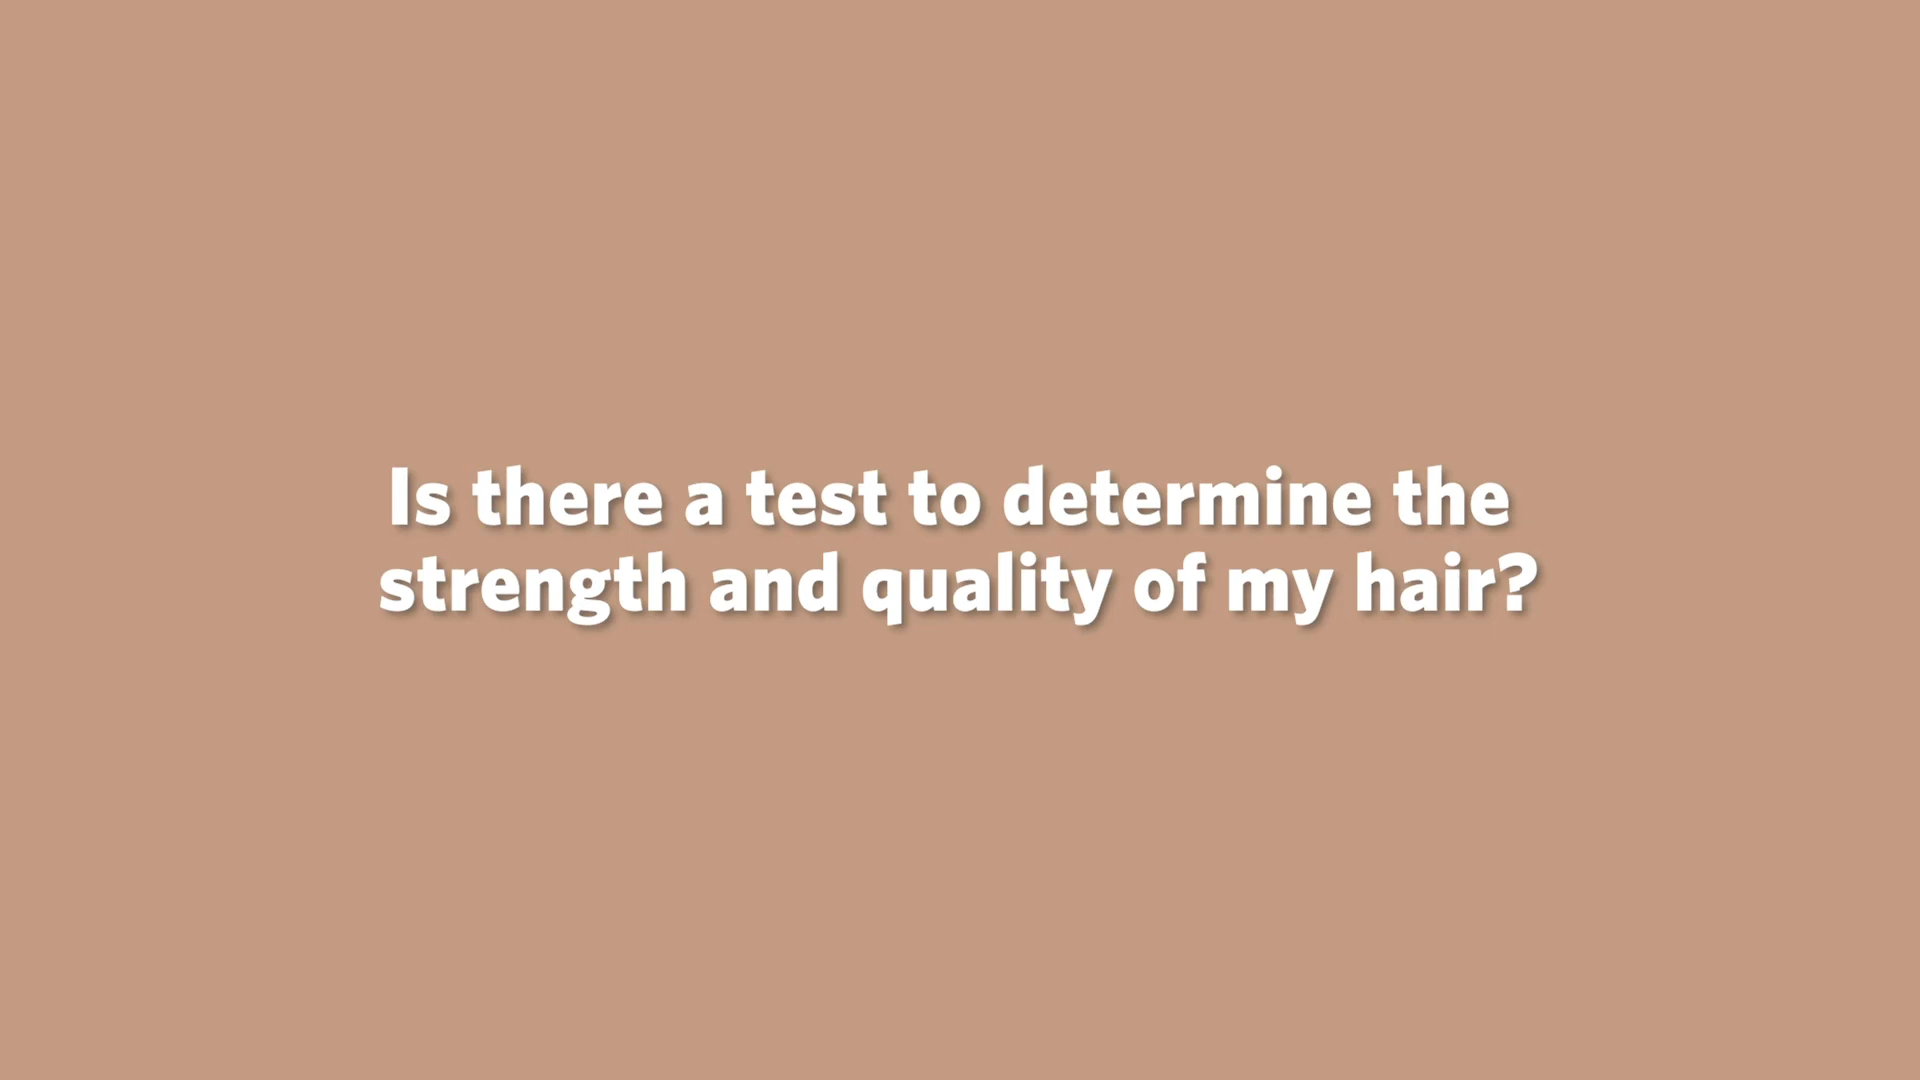 Is there a test to determine the
strength and quality of my hair?